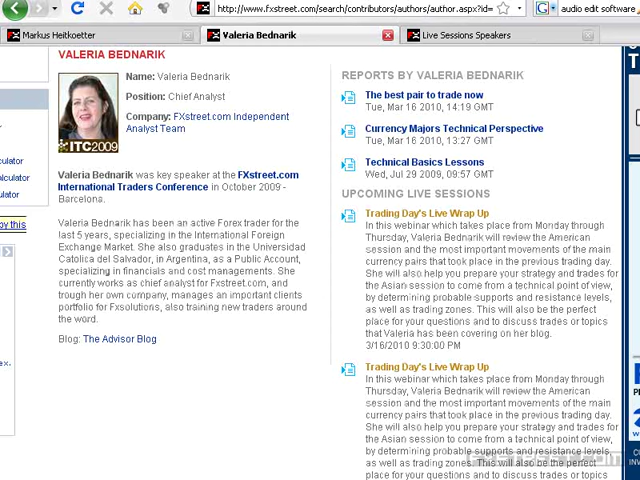 http://www.fxstreet.com/search/contributors/authors/author.aspx?id=
audio edit software
Markus Heitkoetter
Valeria Bednarik
Live Sessions Speakers
VALERIA BEDNARIK
Name: Valeria Bednarik
Position: Chief Analyst
Company: FXstreet.com Independent
Analyst Team
ITC2009
Valeria Bednarik was key speaker at the FXstreet.com
International Traders Conference in October 2009 -
Barcelona.
Valeria Bednarik has been an active Forex trader for the
last 5 years, specializing in the International Foreign
Exchange Market. She also graduates in the Universidad
Catolica del Salvador, in Argentina, as a Public Account,
specializing in financials and cost managements. She
currently works as chief analyst for Fxstreet.com, and
trough her own company, manages an important clients
portfolio for Fxsolutions, also training new traders around
the word.
Blog: The Advisor Blog
REPORTS BY VALERIA BEDNARIK
The best pair to trade now
Tue, Mar 16 2010, 14:19 GMT
Currency Majors Technical Perspective
Tue, Mar 16 2010, 13:27 GMT
Technical Basics Lessons
Wed, Jul 29 2009, 09:57 GMT
UPCOMING LIVE SESSIONS
Trading Day's Live Wrap Up
In this webinar which takes place from Monday through
Thursday, Valeria Bednarik will review the American
session and the most important movements of the main
currency pairs that took place in the previous trading day.
She will also help you prepare your strategy and trades for
the Asian session to come from a technical point of view,
by determining probable supports and resistance levels,
as well as trading zones. This will also be the perfect
place for your questions and to discuss trades or topics
that Valeria has been covering on her blog.
3/16/2010 9:30:00 PM
Trading Day's Live Wrap Up
In this webinar which takes place from Monday through
Thursday, Valeria Bednarik will review the American
session and the most important movements of the main
currency pairs that took place in the previous trading day.
She will also help you prepare your strategy and trades for
the Asian session to come from a technical point of view,
by determining probable supports and resistance levels,
as well as trading zones. This will also be the perfect
place for your questions and to discuss trades or topics
culator
alculator
lator
by this